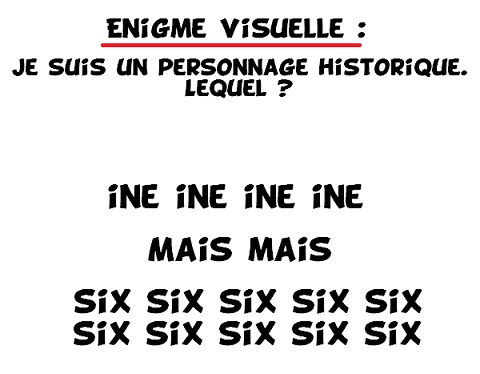 ENiGME ViSUELLE :
JE SUiS UN PERSONNAGE HiSTORiQUE.
LEQUEL ?
iNE iNE iNE iNE
MAiS MAiS
SiX SiX SiX SiX SiX
SiX SiX SiX SiX SiX